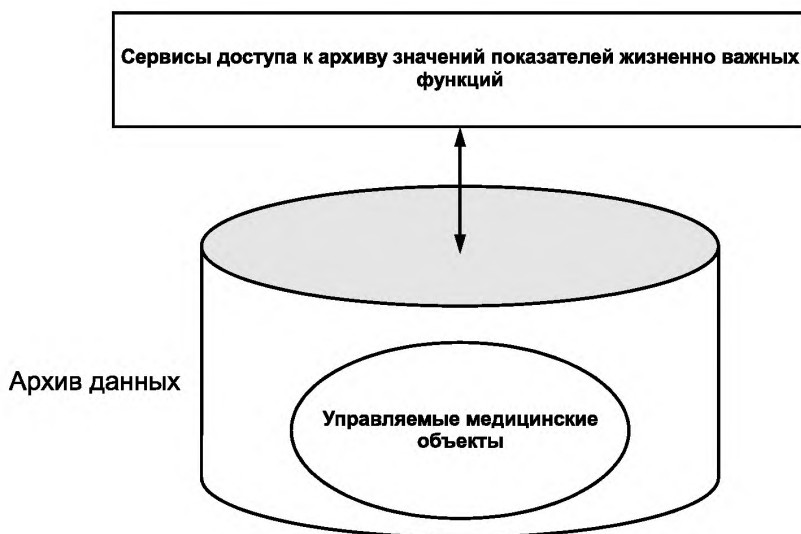 Сервисы доступа к архиву значений показателей жизненно важных
функций
Архив данных
Управляемые медицинские
объекты